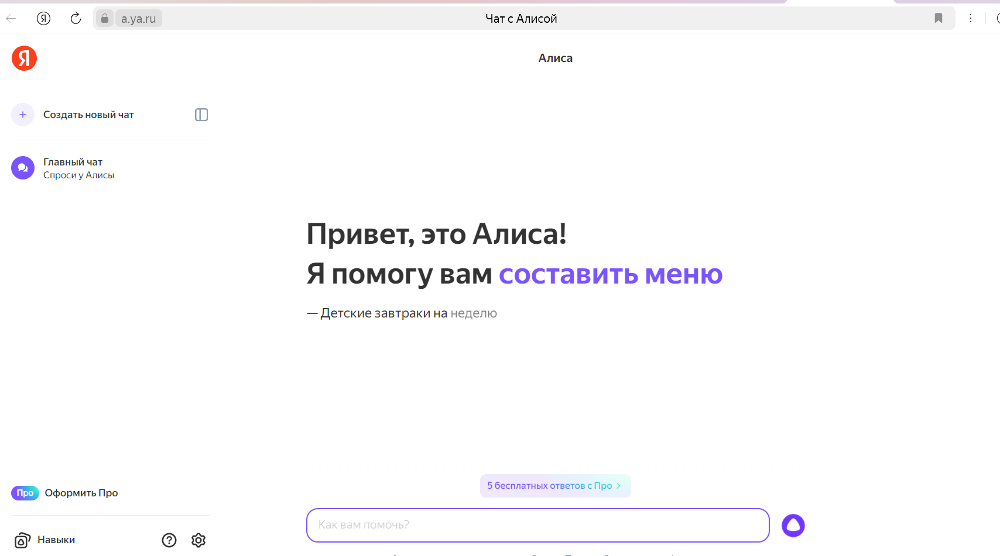 Я
a.ya.ru
Чат с Алисой
Я
Алиса
Создать новый чат
Главный чат
Спроси у Алисы
Привет, это Алиса!
Я помогу вам составить меню
— Детские завтраки на неделю
5 бесплатных ответов с Про
Про Оформить Про
Как вам помочь?
Навыки